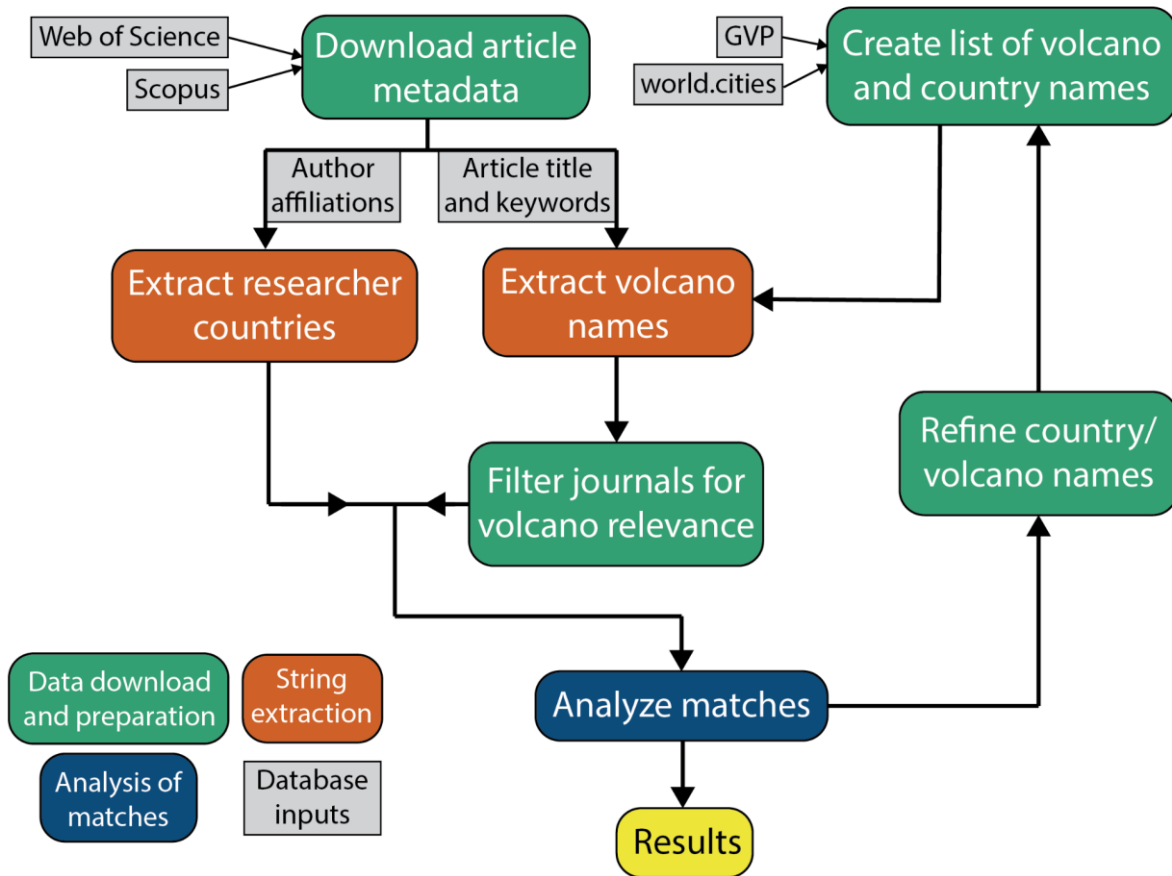 Web of Science
Scopus
Download article
metadata
GVP
world.cities
Create list of volcano
and country names
Author
affiliations
Article title
and keywords
Extract researcher
countries
Extract volcano
names
Refine country/
volcano names
Filter journals for
volcano relevance
Data download
and preparation
String
extraction
Analyze matches
Analysis of
matches
Database
inputs
Results